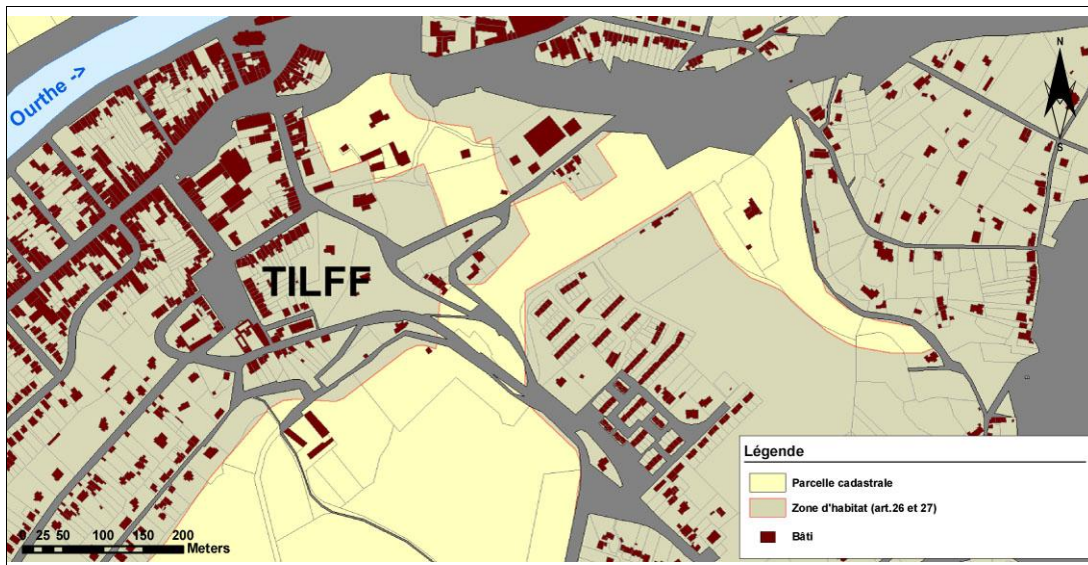 Ourthe ->
N
S
TILFF
Légende
Parcelle cadastrale
Zone d'habitat (art.26 et 27)
Bâti
0 25 50 100 150 200
Meters